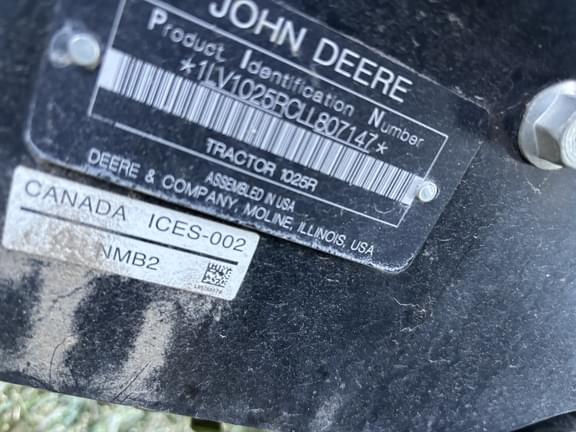 JOHN DEERE
Product Identification Number
*1LV1025RCLL807147*
TRACTOR 1025R
ASSEMBLED IN USA
DEERE & COMPANY, MOLINE, ILLINOIS, USA
CANADA ICES-002
NMB2